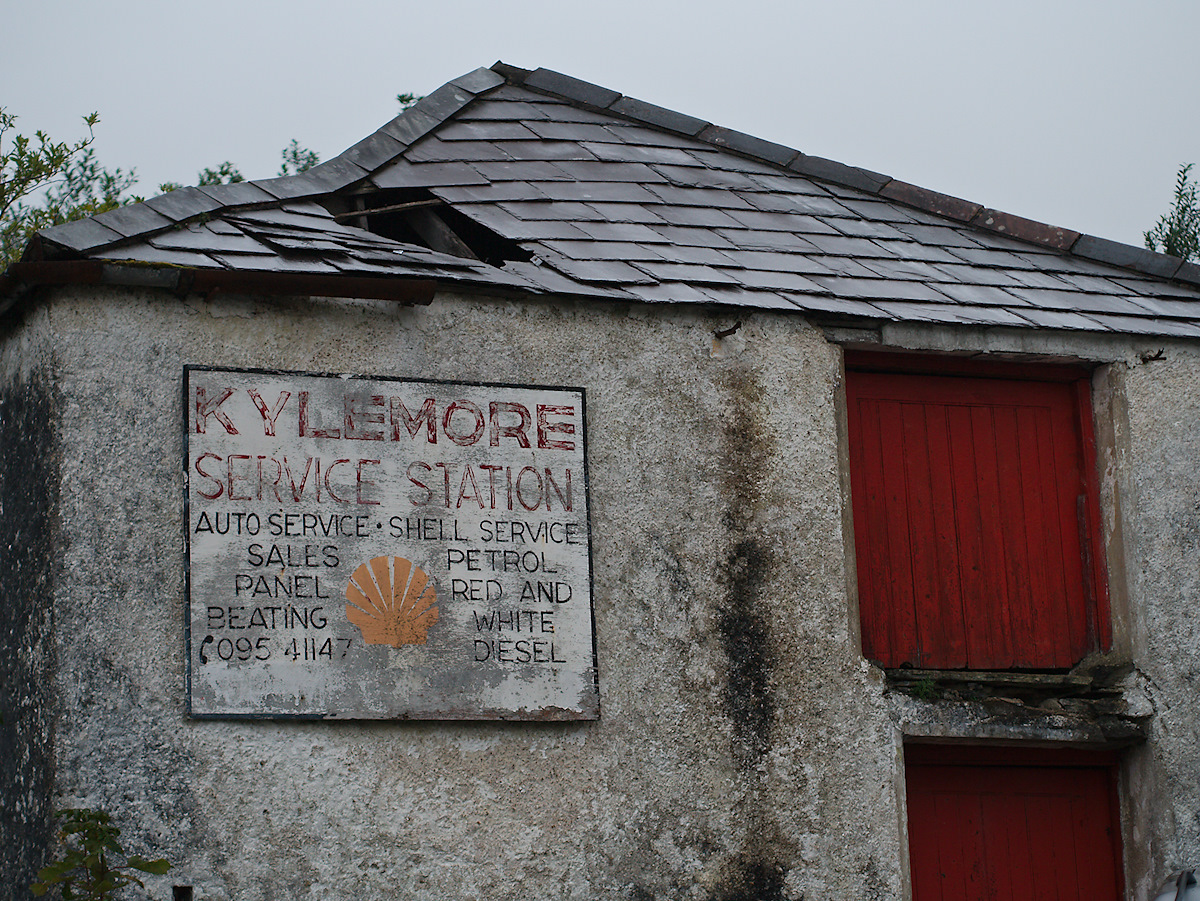 KYLEMORE
SERVICE STATION
AUTO SERVICE • SHELL SERVICE
SALES PETROL
PANEL RED AND
BEATING WHITE
095 41147 DIESEL